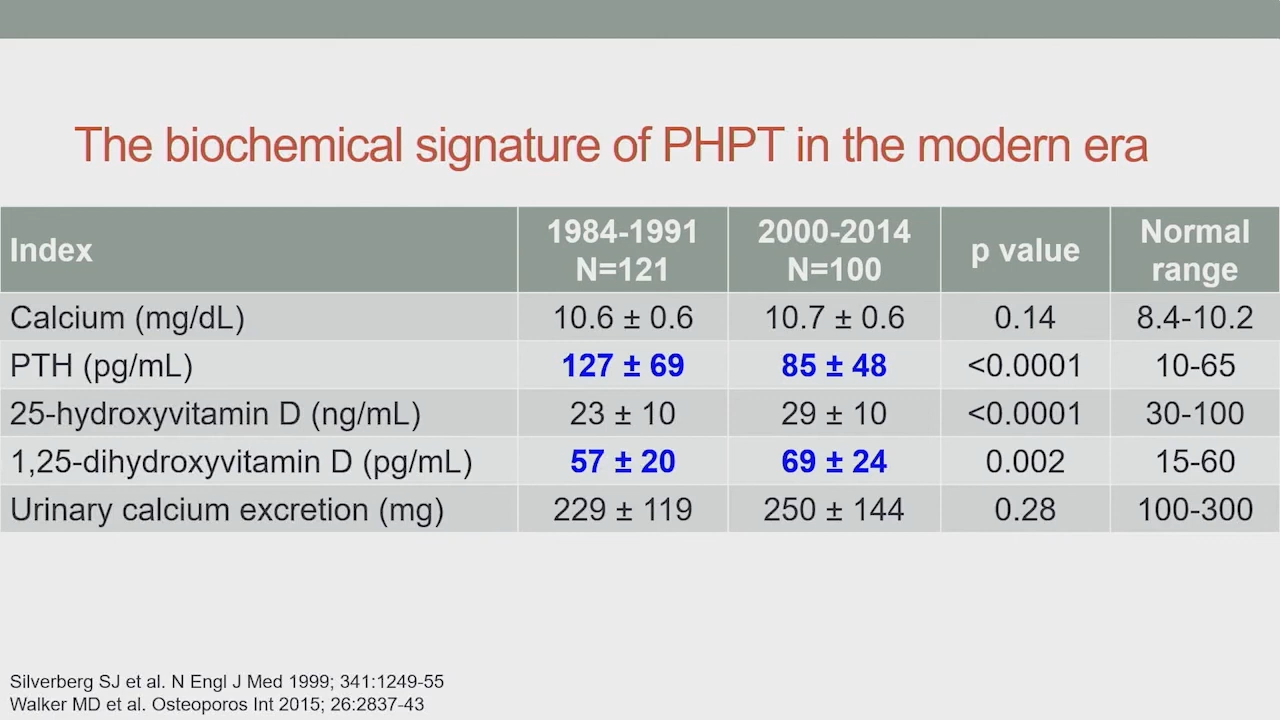 The biochemical signature of PHPT in the modern era
Index 1984-1991 N=121 2000-2014 N=100 p value Normal range
Calcium (mg/dL) 10.6 ± 0.6 10.7 ± 0.6 0.14 8.4-10.2
PTH (pg/mL) 127 ± 69 85 ± 48 <0.0001 10-65
25-hydroxyvitamin D (ng/mL) 23 ± 10 29 ± 10 <0.0001 30-100
1,25-dihydroxyvitamin D (pg/mL) 57 ± 20 69 ± 24 0.002 15-60
Urinary calcium excretion (mg) 229 ± 119 250 ± 144 0.28 100-300
Silverberg SJ et al. N Engl J Med 1999; 341:1249-55
Walker MD et al. Osteoporos Int 2015; 26:2837-43